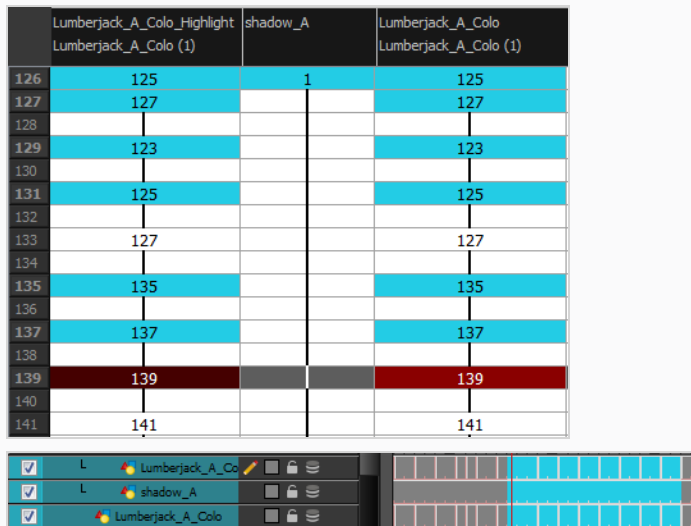 Lumberjack_A_Colo_Highlight shadow_A Lumberjack_A_Colo
Lumberjack_A_Colo (1) Lumberjack_A_Colo (1)
126 125 1 125
127 127 127
128
129 123 123
130
131 125 125
132
133 127 127
134
135 135 135
136
137 137 137
138
139 139 139
140
141 141 141
Lumberjack_A_Co
shadow_A
Lumberjack_A_Colo